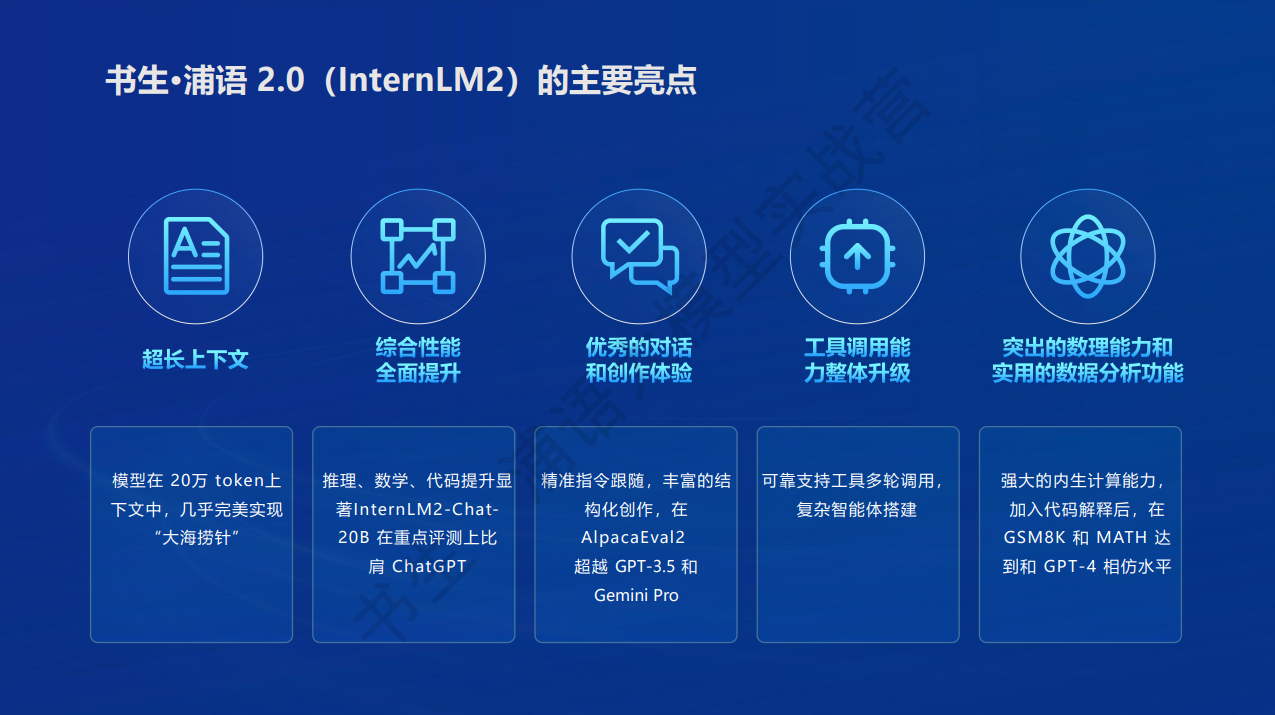 书生·浦语 2.0（InternLM2）的主要亮点
超长上下文
模型在 20万 token上
下文中，几乎完美实现
“大海捞针”
综合性能
全面提升
推理、数学、代码提升显
著InternLM2-Chat-
20B 在重点评测上比
肩 ChatGPT
优秀的对话
和创作体验
精准指令跟随，丰富的结
构化创作，在
AlpacaEval2
超越 GPT-3.5 和
Gemini Pro
工具调用能
力整体升级
可靠支持工具多轮调用，
复杂智能体搭建
突出的数理能力和
实用的数据分析功能
强大的内生计算能力，
加入代码解释后，在
GSM8K 和 MATH 达
到和 GPT-4 相仿水平
书生·浦语大模型实战营